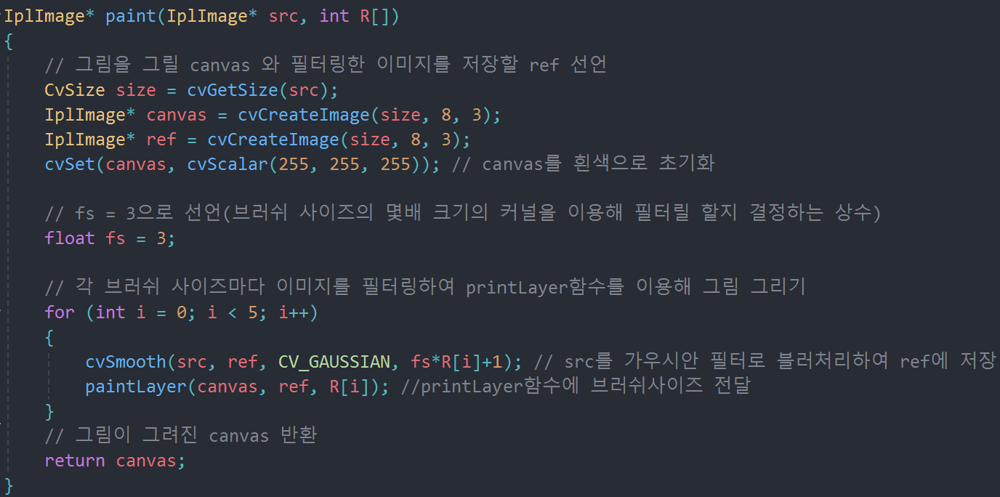 IplImage* paint(IplImage* src, int R[])
{
// 그림을 그릴 canvas 와 필터링한 이미지를 저장할 ref 선언
CvSize size = cvGetSize(src);
IplImage* canvas = cvCreateImage(size, 8, 3);
IplImage* ref = cvCreateImage(size, 8, 3);
cvSet(canvas, cvScalar(255, 255, 255)); // canvas를 흰색으로 초기화
// fs = 3으로 선언(브러쉬 사이즈의 몇배 크기의 커널을 이용해 필터릴 할지 결정하는 상수)
float fs = 3;
// 각 브러쉬 사이즈마다 이미지를 필터링하여 printLayer함수를 이용해 그림 그리기
for (int i = 0; i < 5; i++)
{
cvSmooth(src, ref, CV_GAUSSIAN, fs*R[i]+1); // src를 가우시안 필터로 블러처리하여 ref에 저장
paintLayer(canvas, ref, R[i]); //printLayer함수에 브러쉬사이즈 전달
}
// 그림이 그려진 canvas 반환
return canvas;
}